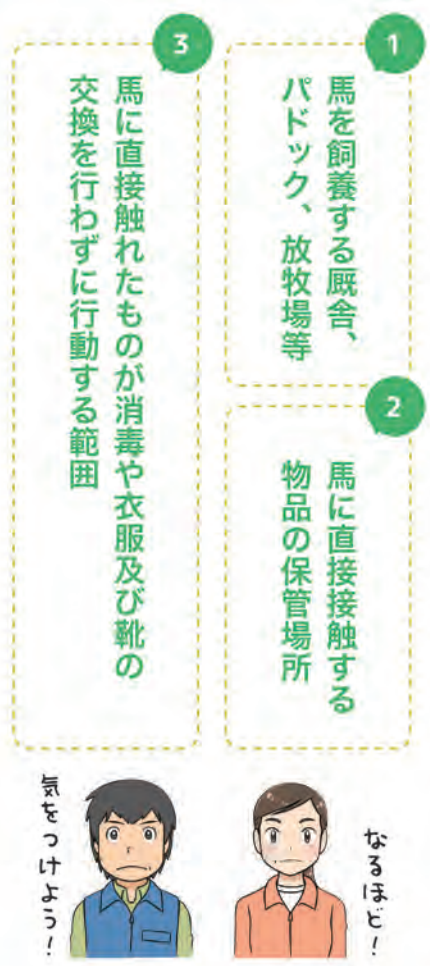 1
馬を飼養する厩舎、
パドック、放牧場等
2
馬に直接接触する
物品の保管場所
3
馬に直接触れたものが消毒や衣服及び靴の
交換を行わずに行動する範囲
なるほど！
気をつけよう！